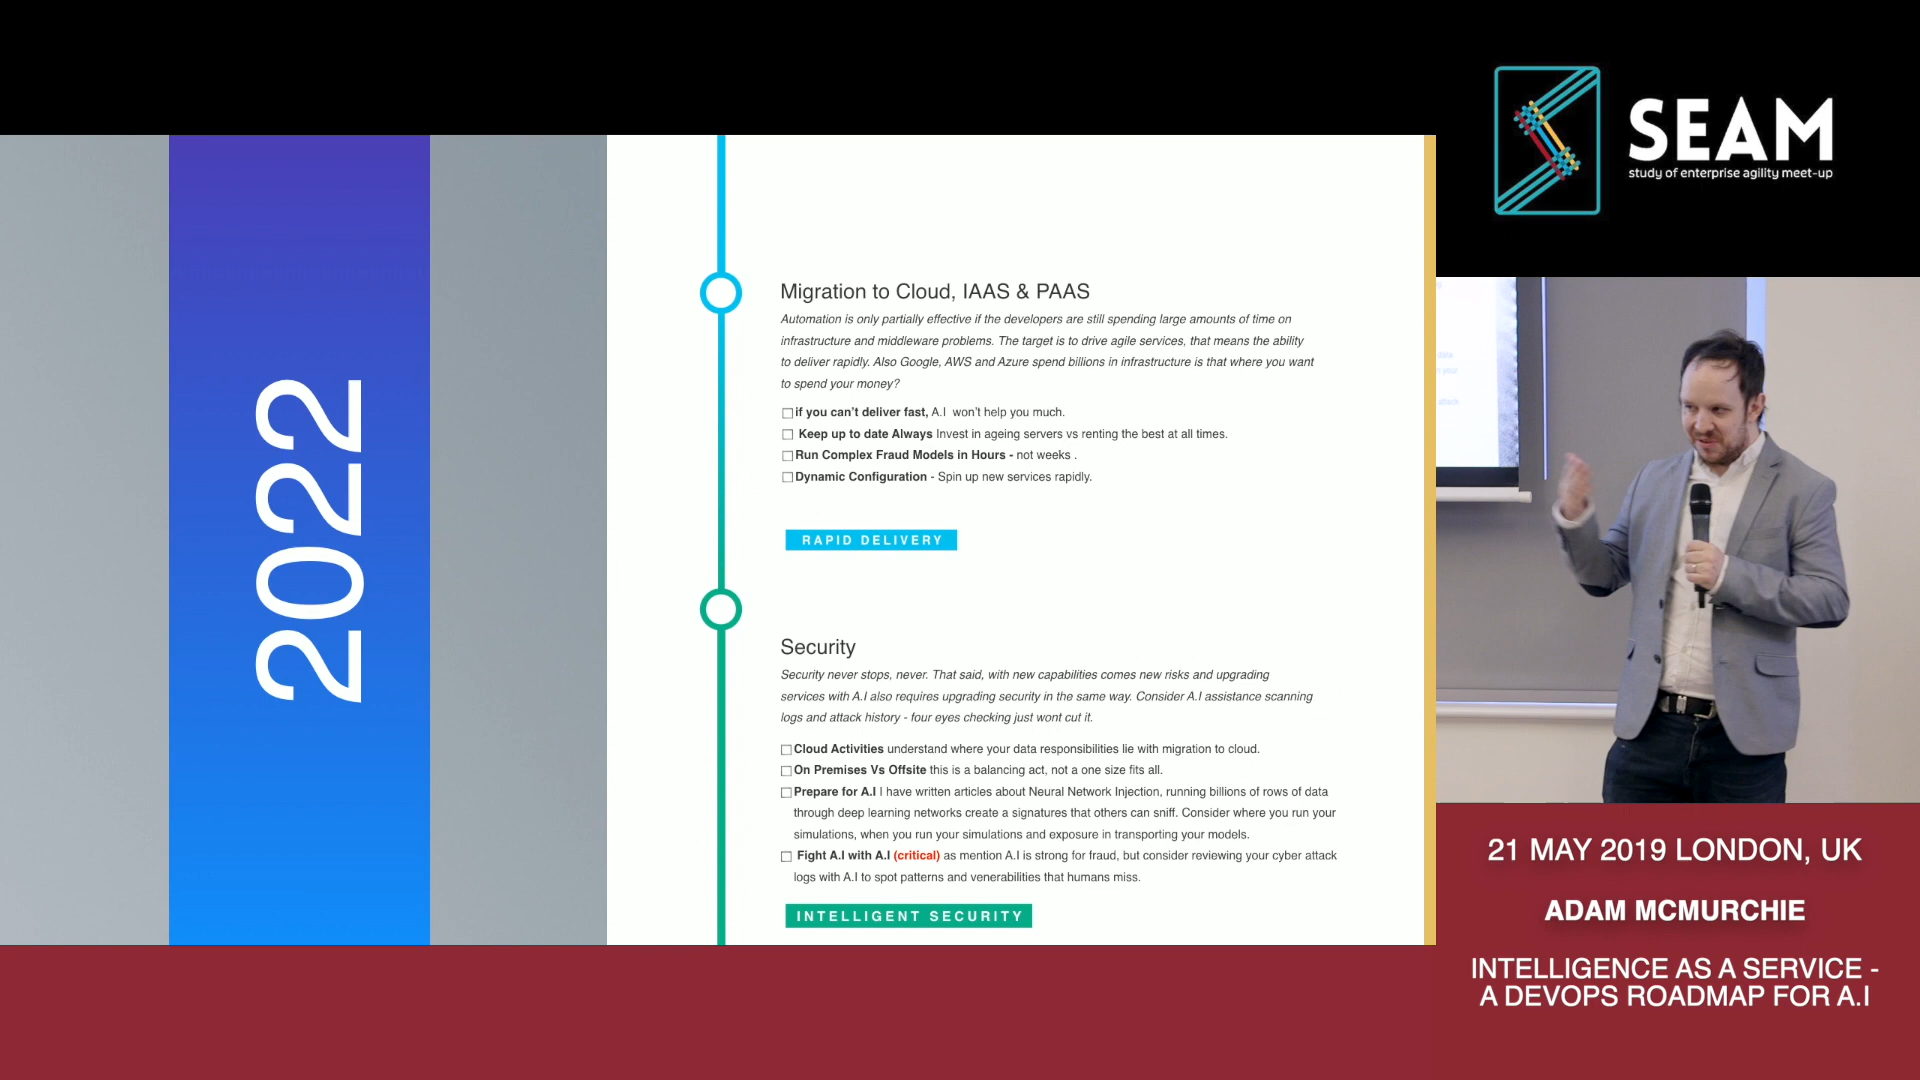 2022
Migration to Cloud, IAAS & PAAS
Automation is only partially effective if the developers are still spending large amounts of time on
infrastructure and middleware problems. The target is to drive agile services, that means the ability
to deliver rapidly. Also Google, AWS and Azure spend billions in infrastructure is that where you want
to spend your money?
if you can't deliver fast, A.I won't help you much.
Keep up to date Always Invest in ageing servers vs renting the best at all times.
Run Complex Fraud Models in Hours - not weeks .
Dynamic Configuration - Spin up new services rapidly.
RAPID DELIVERY
Security
Security never stops, never. That said, with new capabilities comes new risks and upgrading
services with A.I also requires upgrading security in the same way. Consider A.I assistance scanning
logs and attack history - four eyes checking just wont cut it.
Cloud Activities understand where your data responsibilities lie with migration to cloud.
On Premises Vs Offsite this is a balancing act, not a one size fits all.
Prepare for A.I I have written articles about Neural Network Injection, running billions of rows of data
through deep learning networks create a signatures that others can sniff. Consider where you run your
simulations, when you run your simulations and exposure in transporting your models.
Fight A.I with A.I (critical) as mention A.I is strong for fraud, but consider reviewing your cyber attack
logs with A.I to spot patterns and venerabilities that humans miss.
INTELLIGENT SECURITY
SEAM
study of enterprise agility meet-up
data
your
attack
21 MAY 2019 LONDON, UK
ADAM MCMURCHIE
INTELLIGENCE AS A SERVICE -
A DEVOPS ROADMAP FOR A.I